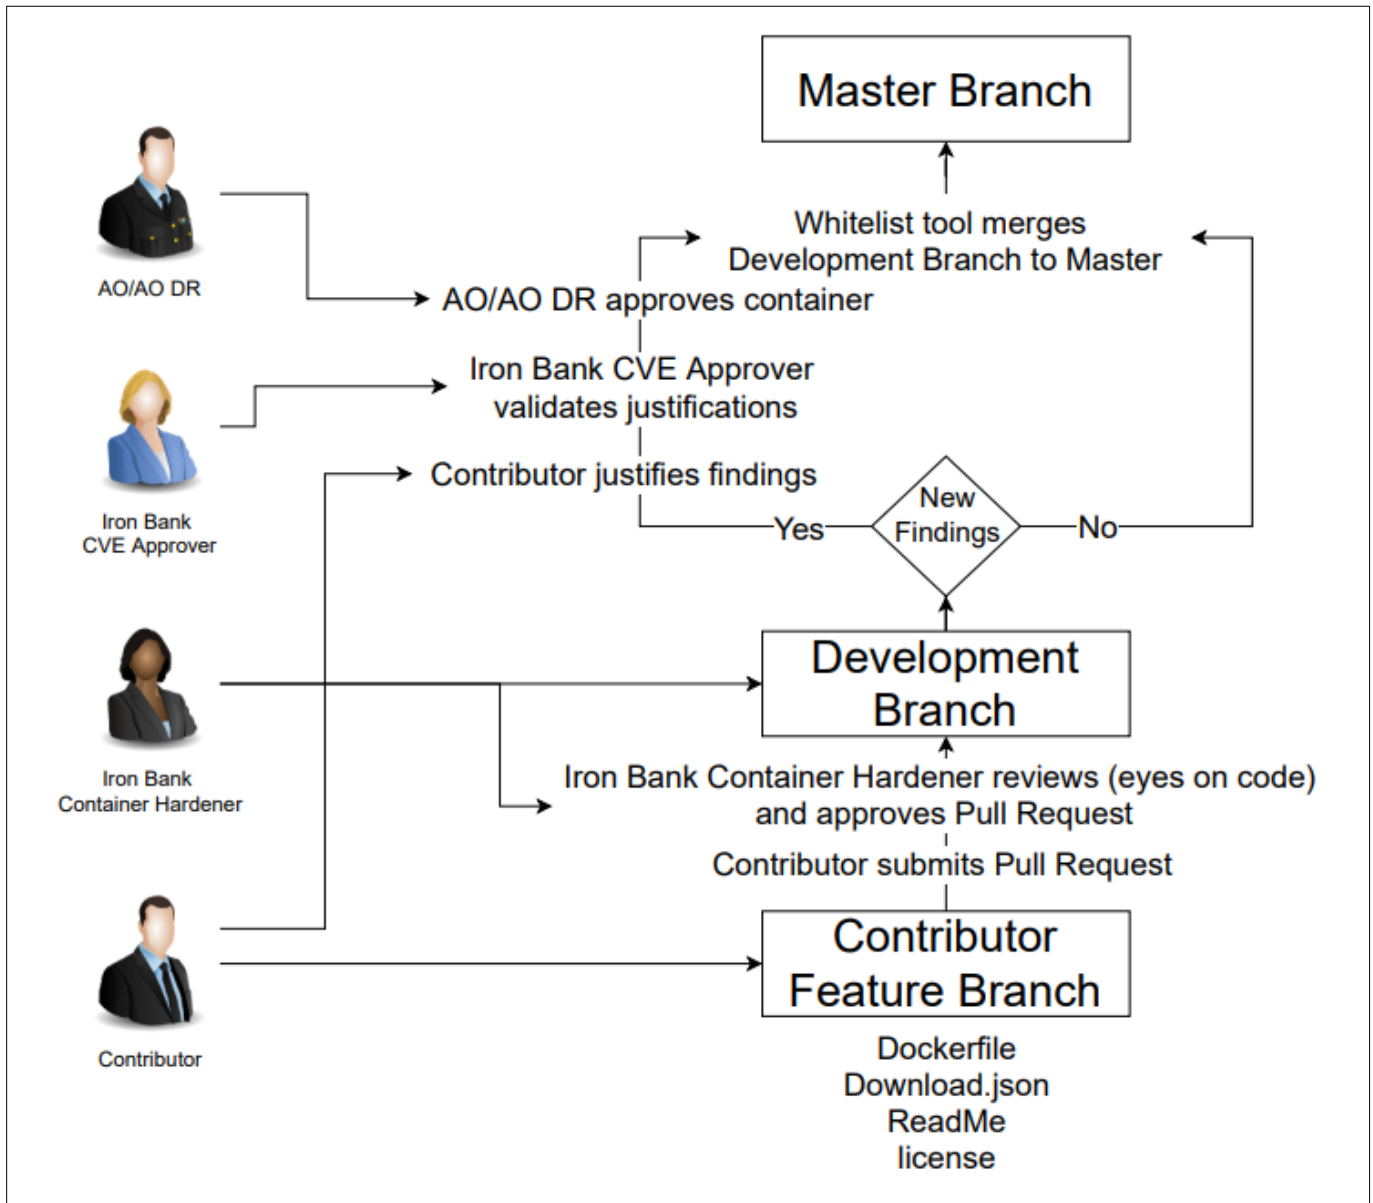 Master Branch
Whitelist tool merges
Development Branch to Master
AO/AO DR
AO/AO DR approves container
Iron Bank CVE Approver
validates justifications
Iron Bank
CVE Approver
Contributor justifies findings
New
Findings
Yes
No
Development
Branch
Iron Bank
Container Hardener
Iron Bank Container Hardener reviews (eyes on code)
and approves Pull Request
Contributor submits Pull Request
Contributor
Contributor
Feature Branch
Dockerfile
Download.json
ReadMe
license